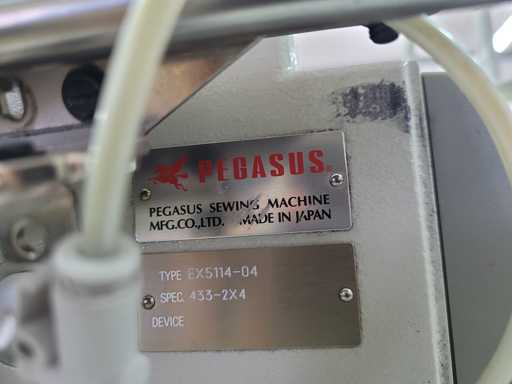 PEGASUS®
PEGASUS SEWING MACHINE
MFG.CO.,LTD. MADE IN JAPAN
TYPE EX5114-04
SPEC. 433-2X4
DEVICE